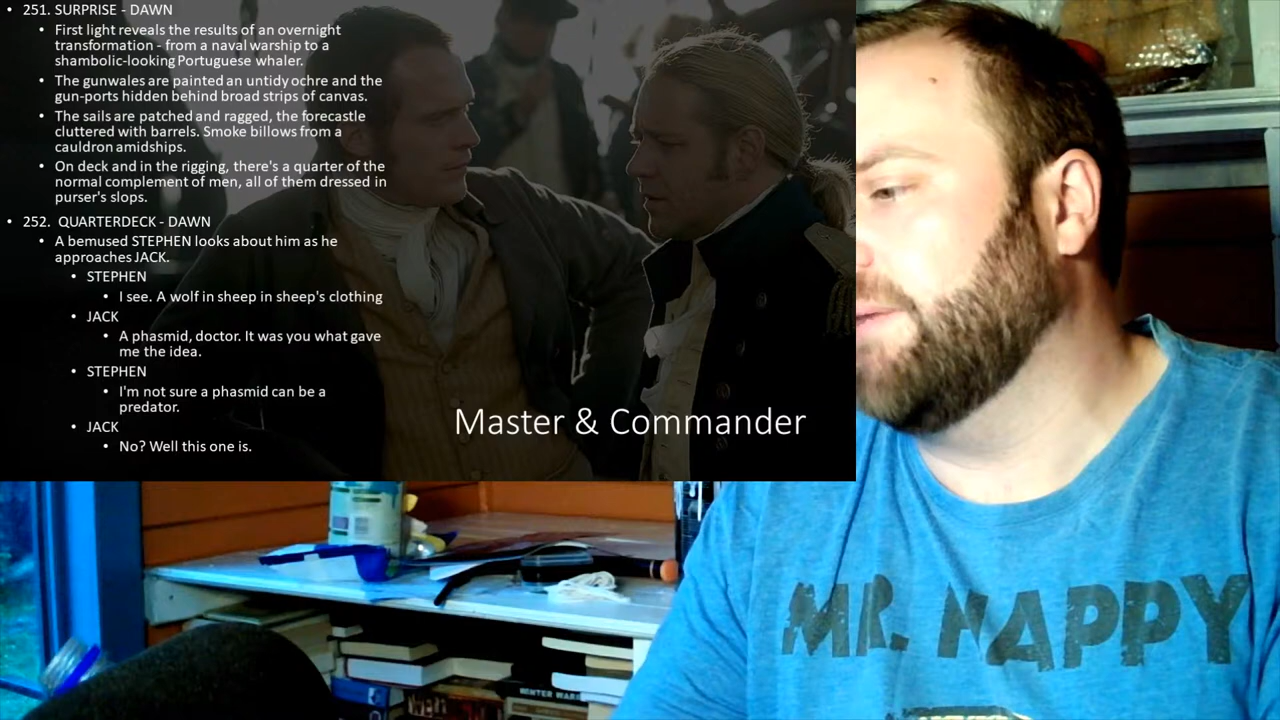 251. SURPRISE - DAWN
First light reveals the results of an overnight
transformation - from a naval warship to a
shambolic-looking Portuguese whaler.
The gunwales are painted an untidy ochre and the
gun-ports hidden behind broad strips of canvas.
The sails are patched and ragged, the forecastle
cluttered with barrels. Smoke billows from a
cauldron amidships.
On deck and in the rigging, there's a quarter of the
normal complement of men, all of them dressed in
purser's slops.
252. QUARTERDECK - DAWN
A bemused STEPHEN looks about him as he
approaches JACK.
STEPHEN
I see. A wolf in sheep in sheep's clothing
JACK
A phasmid, doctor. It was you what gave
me the idea.
STEPHEN
I'm not sure a phasmid can be a
predator.
JACK
No? Well this one is.
Master & Commander
MR. HAPPY
WINTER